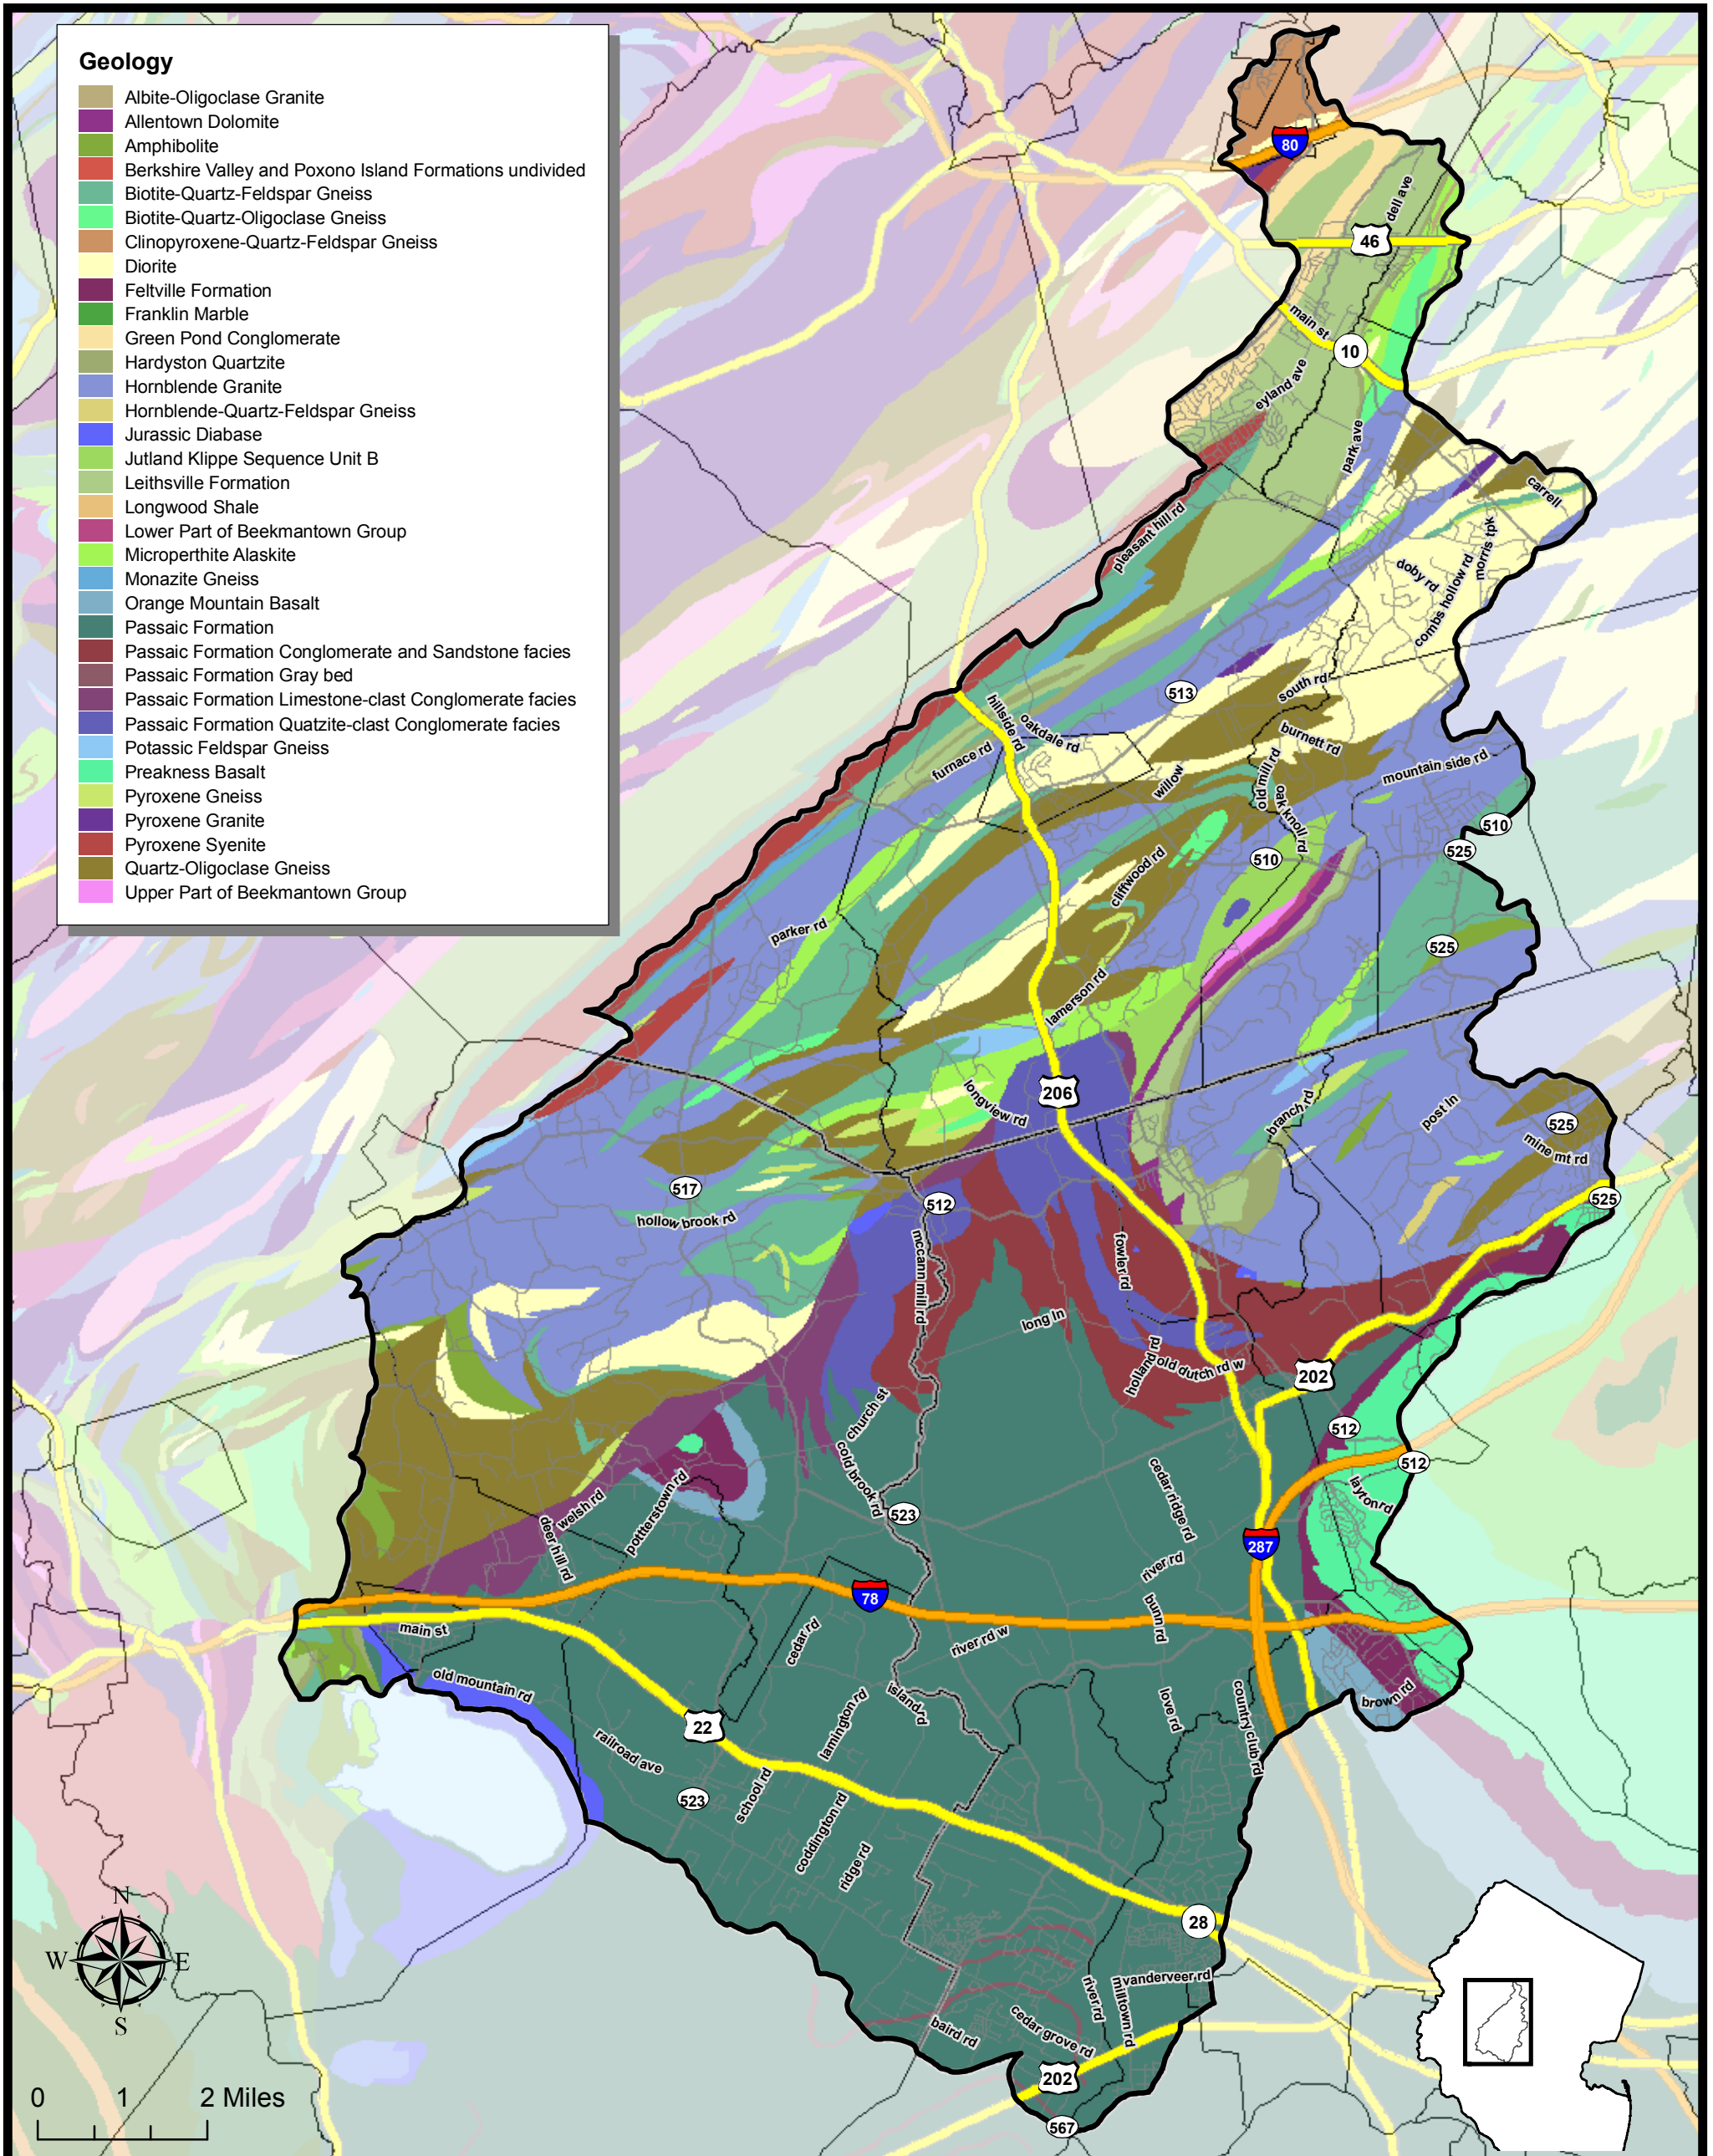 Geology
Albite-Oligoclase Granite
Allentown Dolomite
Amphibolite
Berkshire Valley and Poxono Island Formations undivided
Biotite-Quartz-Feldspar Gneiss
Biotite-Quartz-Oligoclase Gneiss
Clinopyroxene-Quartz-Feldspar Gneiss
Diorite
Feltville Formation
Franklin Marble
Green Pond Conglomerate
Hardyston Quartzite
Hornblende Granite
Hornblende-Quartz-Feldspar Gneiss
Jurassic Diabase
Jutland Klippe Sequence Unit B
Leithsville Formation
Longwood Shale
Lower Part of Beekmantown Group
Microperthite Alaskite
Monazite Gneiss
Orange Mountain Basalt
Passaic Formation
Passaic Formation Conglomerate and Sandstone facies
Passaic Formation Gray bed
Passaic Formation Limestone-clast Conglomerate facies
Passaic Formation Quatzite-clast Conglomerate facies
Potassic Feldspar Gneiss
Preakness Basalt
Pyroxene Gneiss
Pyroxene Granite
Pyroxene Syenite
Quartz-Oligoclase Gneiss
Upper Part of Beekmantown Group
80
dell ave
46
main st
10
eyland ave
park ave
carrell
pleasant hill rd
morris tpk
doby rd
combs hollow rd
513
south rd
hillside rd
oakdale rd
furnace rd
burnett rd
willow
old mill rd
mountain side rd
oak knoll rd
510
525
510
cliffwood rd
parker rd
525
lamerson rd
206
longview rd
branch rd
post ln
525
mine mt rd
517
525
512
hollow brook rd
mccann mill rd
fowler rd
long ln
holland rd
old dutch rd w
202
church st
512
cold brook rd
512
cedar ridge rd
layton rd
welsh rd
pottterstown rd
523
deer hill rd
287
river rd
78
bunn rd
main st
cedar rd
river rd w
old mountain rd
island rd
love rd
country club rd
brown rd
lamington rd
22
railroad ave
school rd
523
coddington rd
ridge rd
28
vanderveer rd
river rd
milltown rd
baird rd
cedar grove rd
202
567
N
W
E
S
0
1
2 Miles